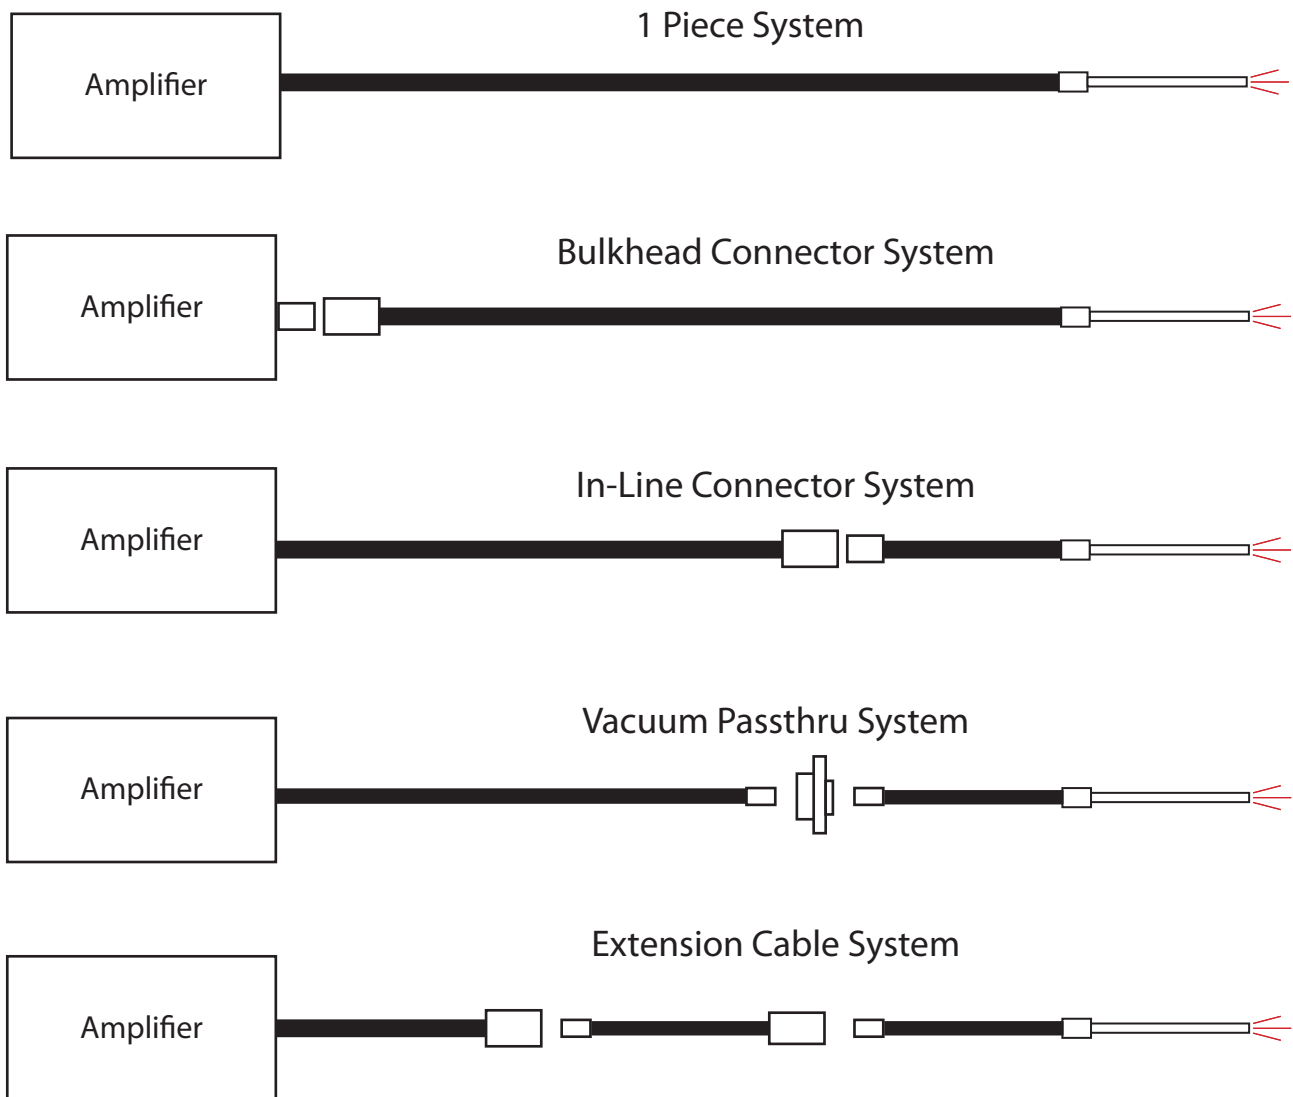 1 Piece System
Amplifier
Bulkhead Connector System
Amplifier
In-Line Connector System
Amplifier
Vacuum Passthru System
Amplifier
Extension Cable System
Amplifier